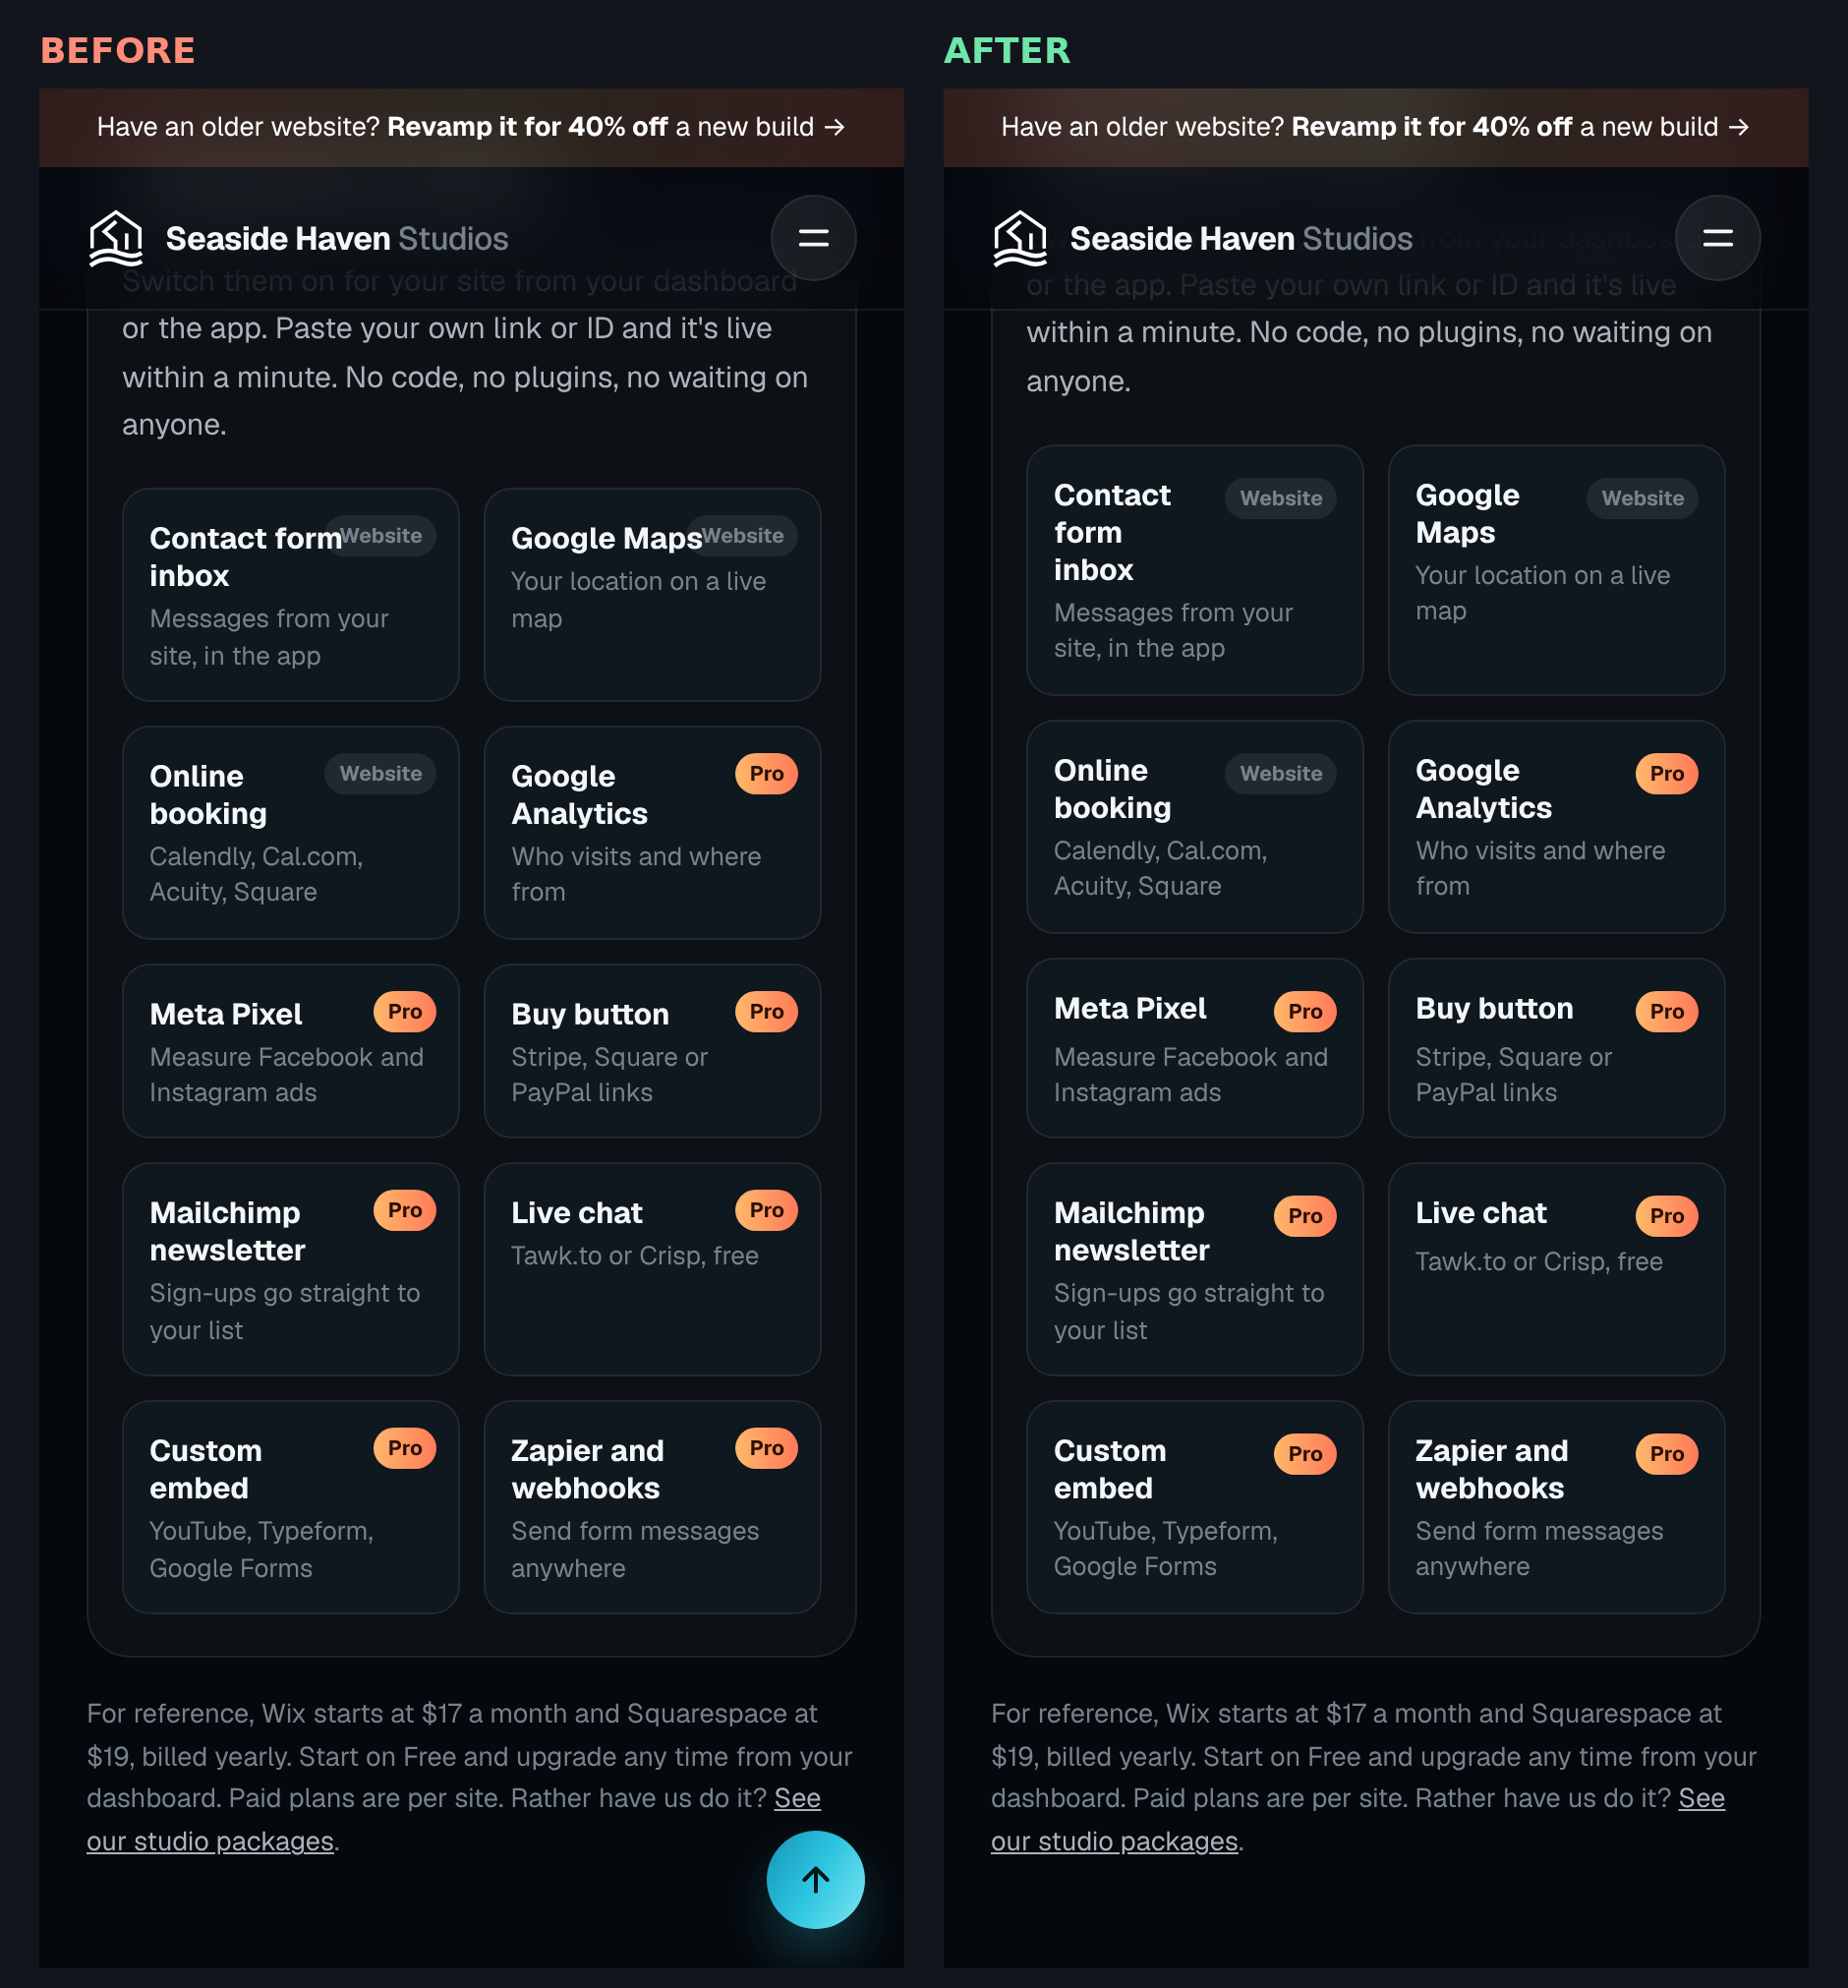 BEFORE
Have an older website? Revamp it for 40% off a new build →
Seaside Haven Studios
Switch them on for your site from your dashboard
or the app. Paste your own link or ID and it's live
within a minute. No code, no plugins, no waiting on
anyone.
Contact form
inbox
Website
Messages from your
site, in the app
Google Maps
Website
Your location on a live
map
Online
booking
Website
Calendly, Cal.com,
Acuity, Square
Google
Analytics
Pro
Who visits and where
from
Meta Pixel
Pro
Measure Facebook and
Instagram ads
Buy button
Pro
Stripe, Square or
PayPal links
Mailchimp
newsletter
Pro
Sign-ups go straight to
your list
Live chat
Pro
Tawk.to or Crisp, free
Custom
embed
Pro
YouTube, Typeform,
Google Forms
Zapier and
webhooks
Pro
Send form messages
anywhere
For reference, Wix starts at $17 a month and Squarespace at
$19, billed yearly. Start on Free and upgrade any time from your
dashboard. Paid plans are per site. Rather have us do it? See
our studio packages.
AFTER
Have an older website? Revamp it for 40% off a new build →
Seaside Haven Studios
from your
or the app. Paste your own link or ID and it's live
within a minute. No code, no plugins, no waiting on
anyone.
Contact
form
inbox
Website
Messages from your
site, in the app
Google
Maps
Website
Your location on a live
map
Online
booking
Website
Calendly, Cal.com,
Acuity, Square
Google
Analytics
Pro
Who visits and where
from
Meta Pixel
Pro
Measure Facebook and
Instagram ads
Buy button
Pro
Stripe, Square or
PayPal links
Mailchimp
newsletter
Pro
Sign-ups go straight to
your list
Live chat
Pro
Tawk.to or Crisp, free
Custom
embed
Pro
YouTube, Typeform,
Google Forms
Zapier and
webhooks
Pro
Send form messages
anywhere
For reference, Wix starts at $17 a month and Squarespace at
$19, billed yearly. Start on Free and upgrade any time from your
dashboard. Paid plans are per site. Rather have us do it? See
our studio packages.